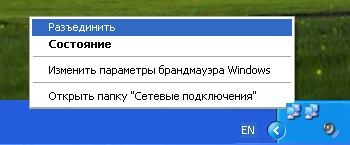 Разъединить
Состояние
Изменить параметры брандмауэра Windows
Открыть папку "Сетевые подключения"
EN